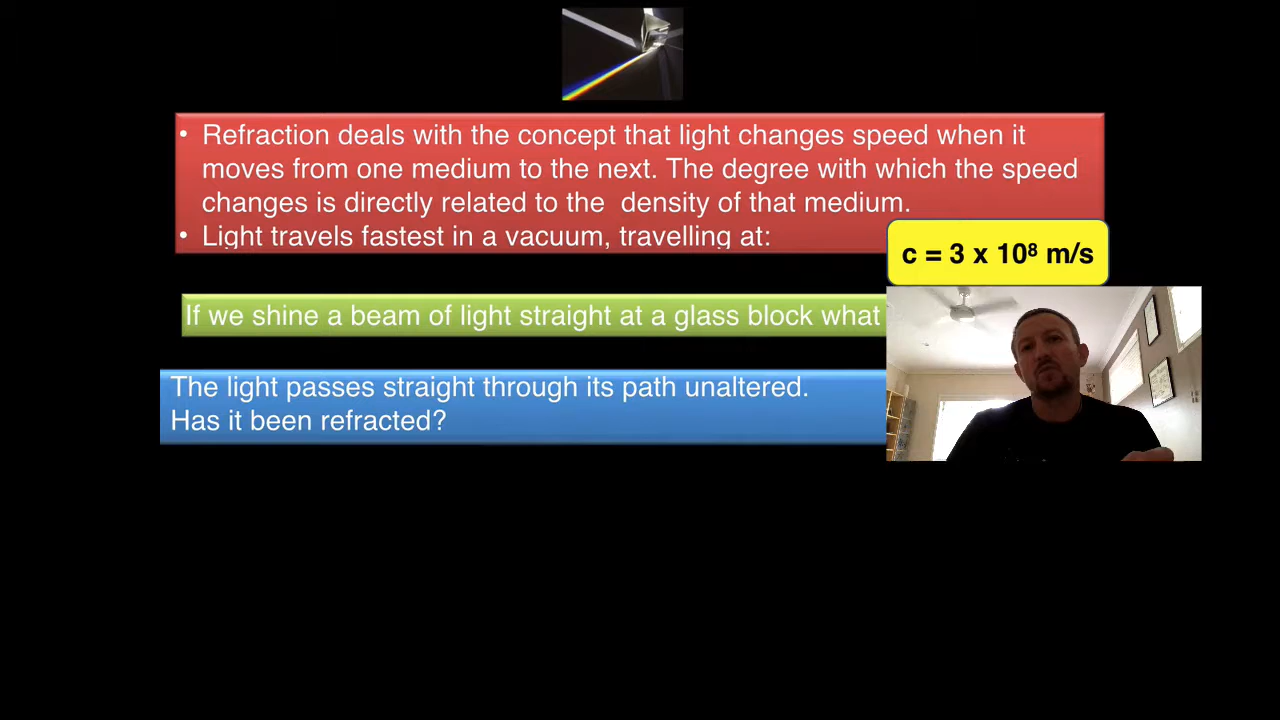 • Refraction deals with the concept that light changes speed when it
moves from one medium to the next. The degree with which the speed
changes is directly related to the  density of that medium.
• Light travels fastest in a vacuum, travelling at:
c = 3 x 10⁸ m/s
If we shine a beam of light straight at a glass block what
The light passes straight through its path unaltered.
Has it been refracted?